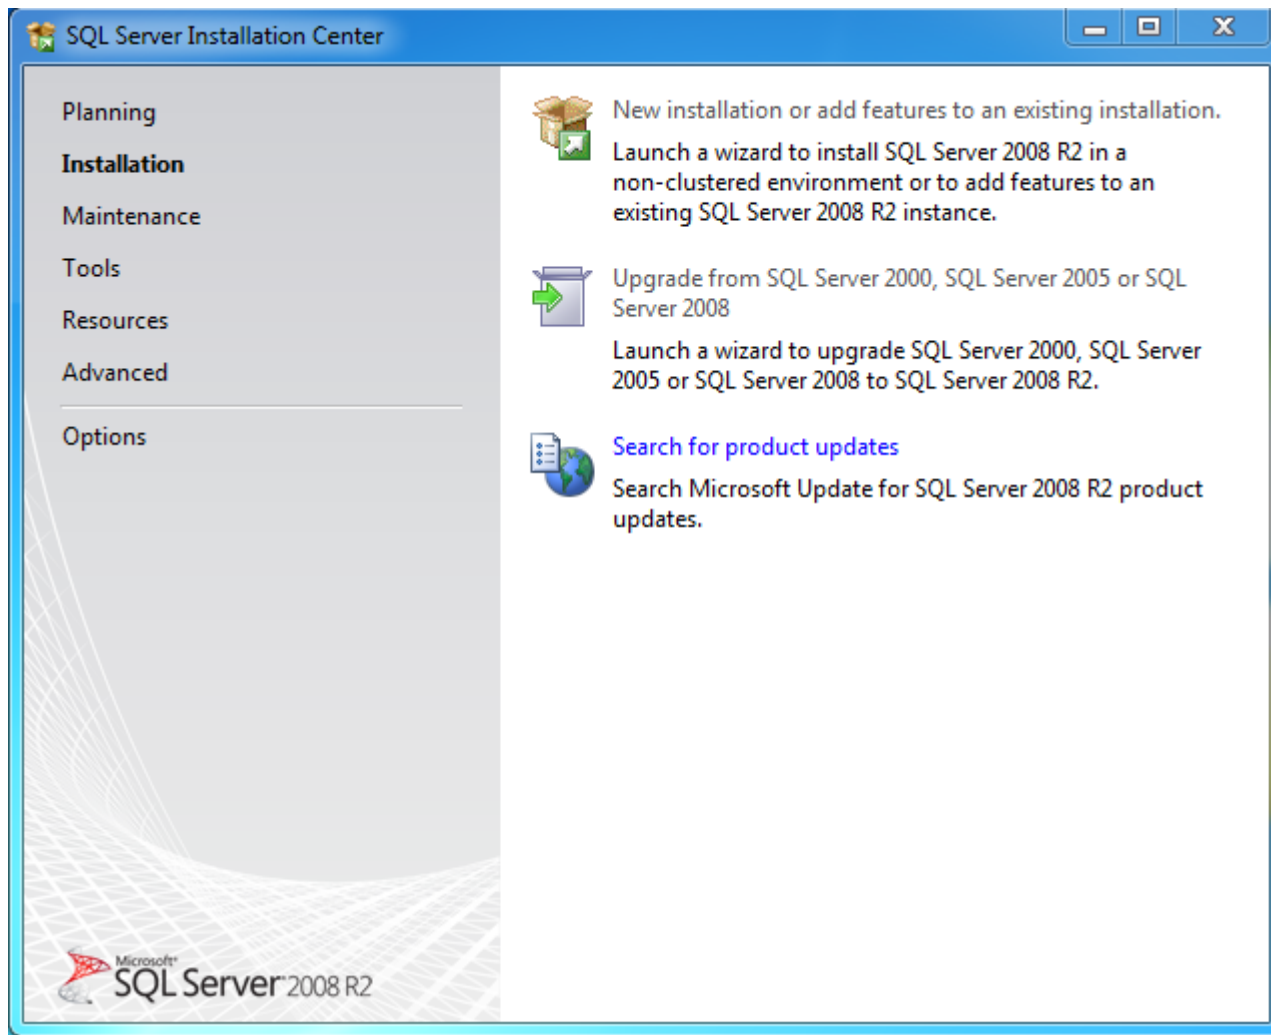 SQL Server Installation Center
Planning
Installation
Maintenance
Tools
Resources
Advanced
Options
New installation or add features to an existing installation.
Launch a wizard to install SQL Server 2008 R2 in a
non-clustered environment or to add features to an
existing SQL Server 2008 R2 instance.
Upgrade from SQL Server 2000, SQL Server 2005 or SQL
Server 2008
Launch a wizard to upgrade SQL Server 2000, SQL Server
2005 or SQL Server 2008 to SQL Server 2008 R2.
Search for product updates
Search Microsoft Update for SQL Server 2008 R2 product
updates.
Microsoft®
SQL Server® 2008 R2